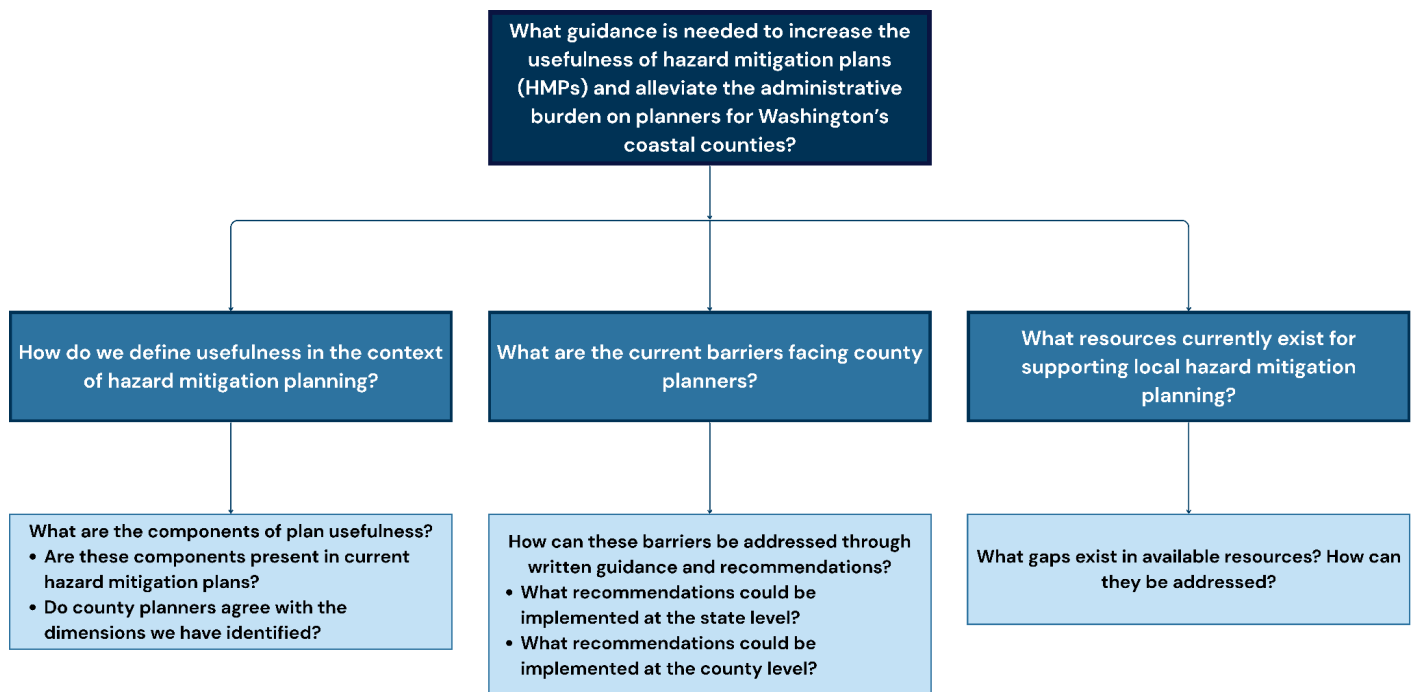 What guidance is needed to increase the
usefulness of hazard mitigation plans
(HMPs) and alleviate the administrative
burden on planners for Washington's
coastal counties?
How do we define usefulness in the context
of hazard mitigation planning?
What are the current barriers facing county
planners?
What resources currently exist for
supporting local hazard mitigation
planning?
What are the components of plan usefulness?
• Are these components present in current
hazard mitigation plans?
• Do county planners agree with the
dimensions we have identified?
How can these barriers be addressed through
written guidance and recommendations?
• What recommendations could be
implemented at the state level?
• What recommendations could be
implemented at the county level?
What gaps exist in available resources? How can
they be addressed?